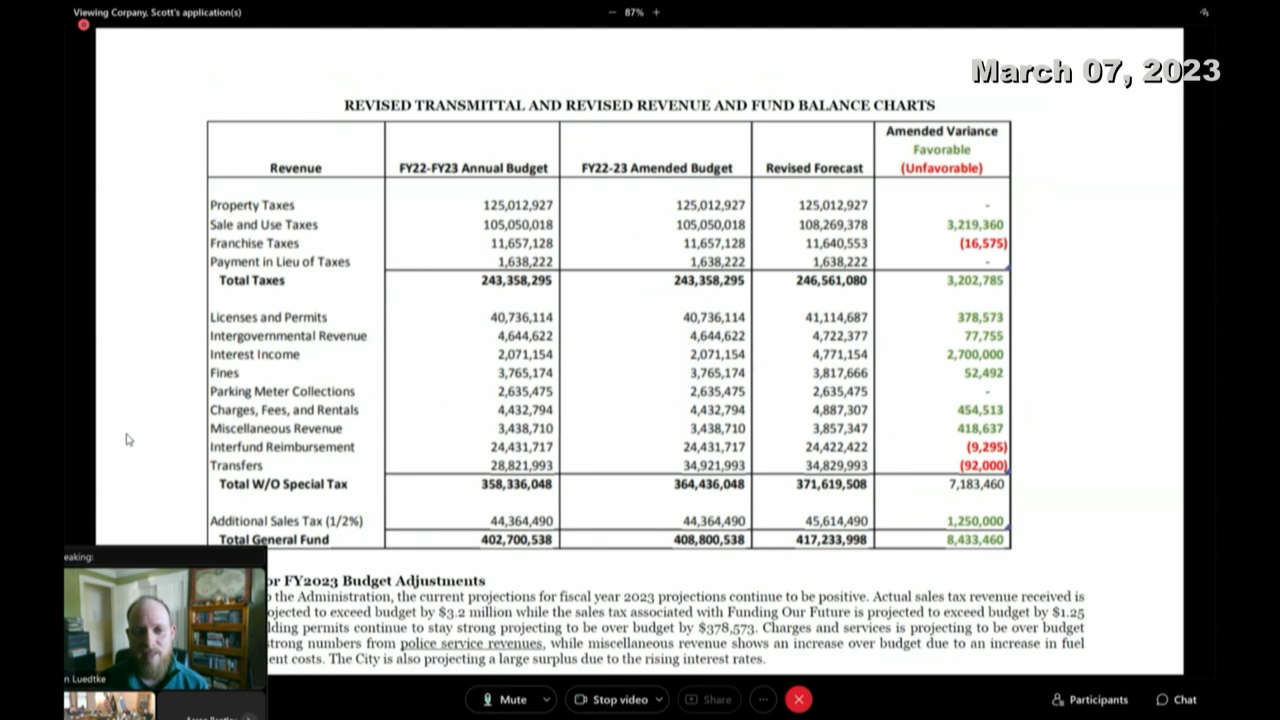 Viewing Corpany, Scott's application(s)
− 87% +
March 07, 2023
REVISED TRANSMITTAL AND REVISED REVENUE AND FUND BALANCE CHARTS
Revenue FY22-FY23 Annual Budget FY22-23 Amended Budget Revised Forecast Amended Variance Favorable (Unfavorable)
Property Taxes 125,012,927 125,012,927 125,012,927 -
Sale and Use Taxes 105,050,018 105,050,018 108,269,378 3,219,360
Franchise Taxes 11,657,128 11,657,128 11,640,553 (16,575)
Payment in Lieu of Taxes 1,638,222 1,638,222 1,638,222 -
Total Taxes 243,358,295 243,358,295 246,561,080 3,202,785
Licenses and Permits 40,736,114 40,736,114 41,114,687 378,573
Intergovernmental Revenue 4,644,622 4,644,622 4,722,377 77,755
Interest Income 2,071,154 2,071,154 4,771,154 2,700,000
Fines 3,765,174 3,765,174 3,817,666 52,492
Parking Meter Collections 2,635,475 2,635,475 2,635,475 -
Charges, Fees, and Rentals 4,432,794 4,432,794 4,887,307 454,513
Miscellaneous Revenue 3,438,710 3,438,710 3,857,347 418,637
Interfund Reimbursement 24,431,717 24,431,717 24,422,422 (9,295)
Transfers 28,821,993 34,921,993 34,829,993 (92,000)
Total W/O Special Tax 358,336,048 364,436,048 371,619,508 7,183,460
Additional Sales Tax (1/2%) 44,364,490 44,364,490 45,614,490 1,250,000
Total General Fund 402,700,538 408,800,538 417,233,998 8,433,460
eaking:
or FY2023 Budget Adjustments
o the Administration, the current projections for fiscal year 2023 projections continue to be positive. Actual sales tax revenue received is
ojected to exceed budget by $3.2 million while the sales tax associated with Funding Our Future is projected to exceed budget by $1.25
lding permits continue to stay strong projecting to be over budget by $378,573. Charges and services is projecting to be over budget
trong numbers from police service revenues, while miscellaneous revenue shows an increase over budget due to an increase in fuel
ent costs. The City is also projecting a large surplus due to the rising interest rates.
n Luedtke
Mute Stop video Share Participants Chat